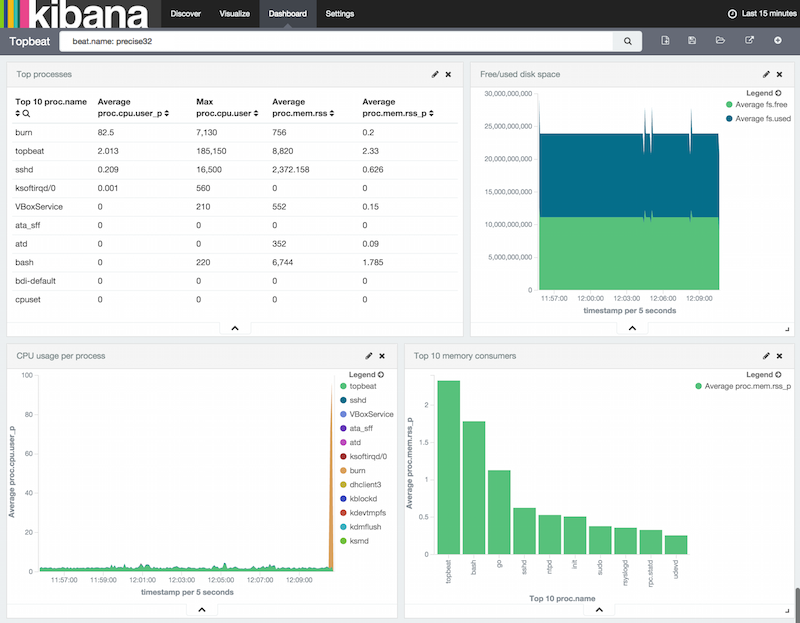 kibana Discover Visualize Dashboard Settings Last 15 minutes
Topbeat beat.name: precise32
Top processes
Top 10 proc.name Average proc.cpu.user_p Max proc.cpu.user Average proc.mem.rss Average proc.mem.rss_p
burn 82.5 7,130 756 0.2
topbeat 2.013 185,150 8,820 2.33
sshd 0.209 16,500 2,372.158 0.626
ksoftirqd/0 0.001 560 0 0
VBoxService 0 210 552 0.15
ata_sff 0 0 0 0
atd 0 0 352 0.09
bash 0 220 6,744 1.785
bdi-default 0 0 0 0
cpuset 0 0 0 0
Free/used disk space
Legend
Average fs.free
Average fs.used
30,000,000,000
25,000,000,000
20,000,000,000
15,000,000,000
10,000,000,000
5,000,000,000
0
11:57:00 12:00:00 12:03:00 12:06:00 12:09:00
timestamp per 5 seconds
CPU usage per process
Average proc.cpu.user_p
100
80
60
40
20
0
11:57:00 11:59:00 12:01:00 12:03:00 12:05:00 12:07:00 12:09:00
timestamp per 5 seconds
Legend
topbeat
sshd
VBoxService
ata_sff
atd
ksoftirqd/0
burn
dhclient3
kblockd
kdevtmpfs
kdmflush
ksmd
Top 10 memory consumers
Legend
Average proc.mem.rss_p
Average proc.mem.rss_p
2
1.5
1
0.5
0
topbeat bash go sshd ntpd init sudo rsyslogd rpc.statd udevd
Top 10 proc.name